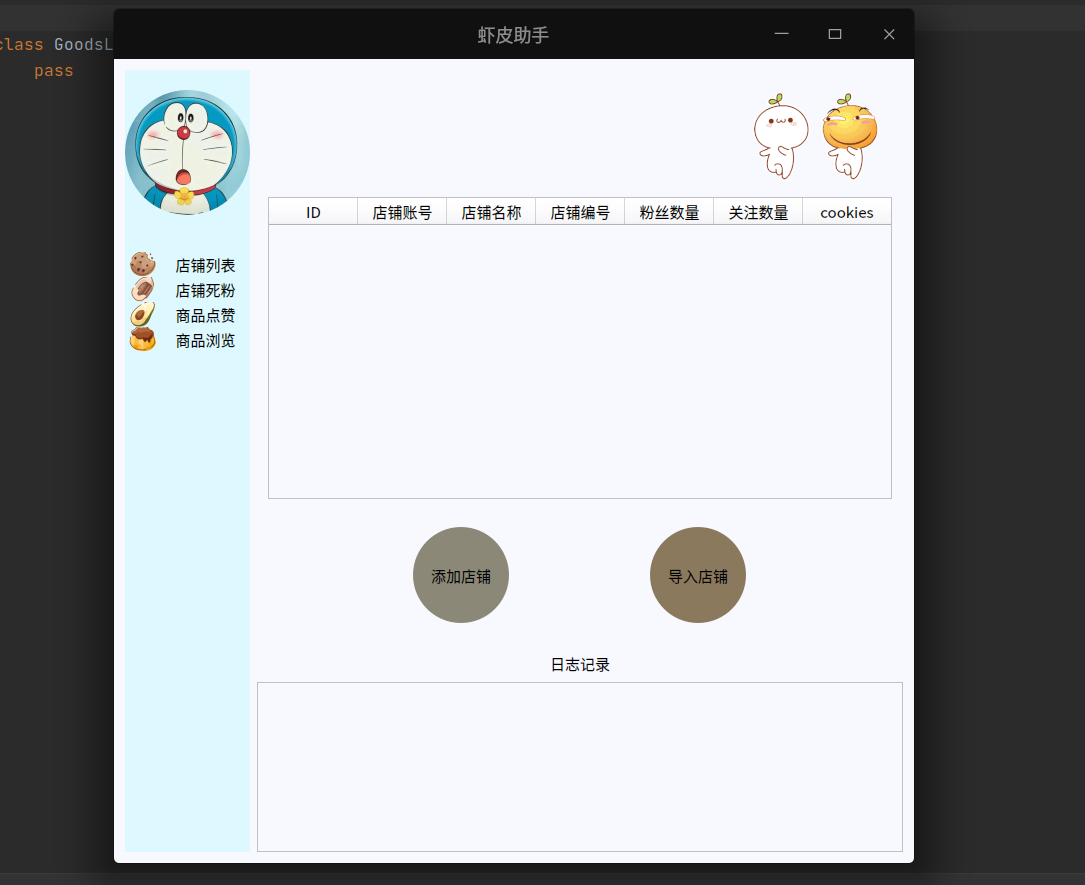 虾皮助手
class GoodsL
pass
店铺列表
店铺死粉
商品点赞
商品浏览
ID 店铺账号 店铺名称 店铺编号 粉丝数量 关注数量 cookies
添加店铺 导入店铺
日志记录